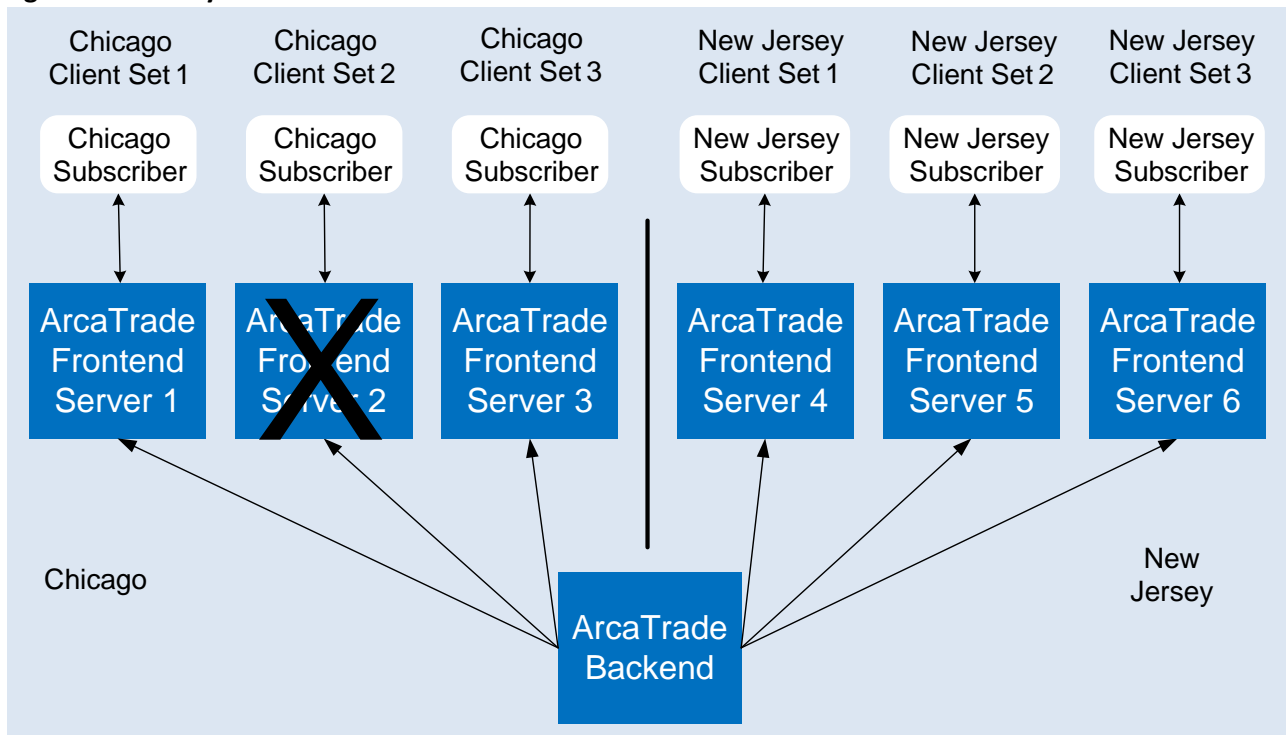 Chicago
Client Set 1
Chicago
Client Set 2
Chicago
Client Set 3
New Jersey
Client Set 1
New Jersey
Client Set 2
New Jersey
Client Set 3
Chicago
Subscriber
Chicago
Subscriber
Chicago
Subscriber
New Jersey
Subscriber
New Jersey
Subscriber
New Jersey
Subscriber
ArcaTrade
Frontend
Server 1
ArcaTrade
Frontend
Server 2
ArcaTrade
Frontend
Server 3
ArcaTrade
Frontend
Server 4
ArcaTrade
Frontend
Server 5
ArcaTrade
Frontend
Server 6
Chicago
New
Jersey
ArcaTrade
Backend